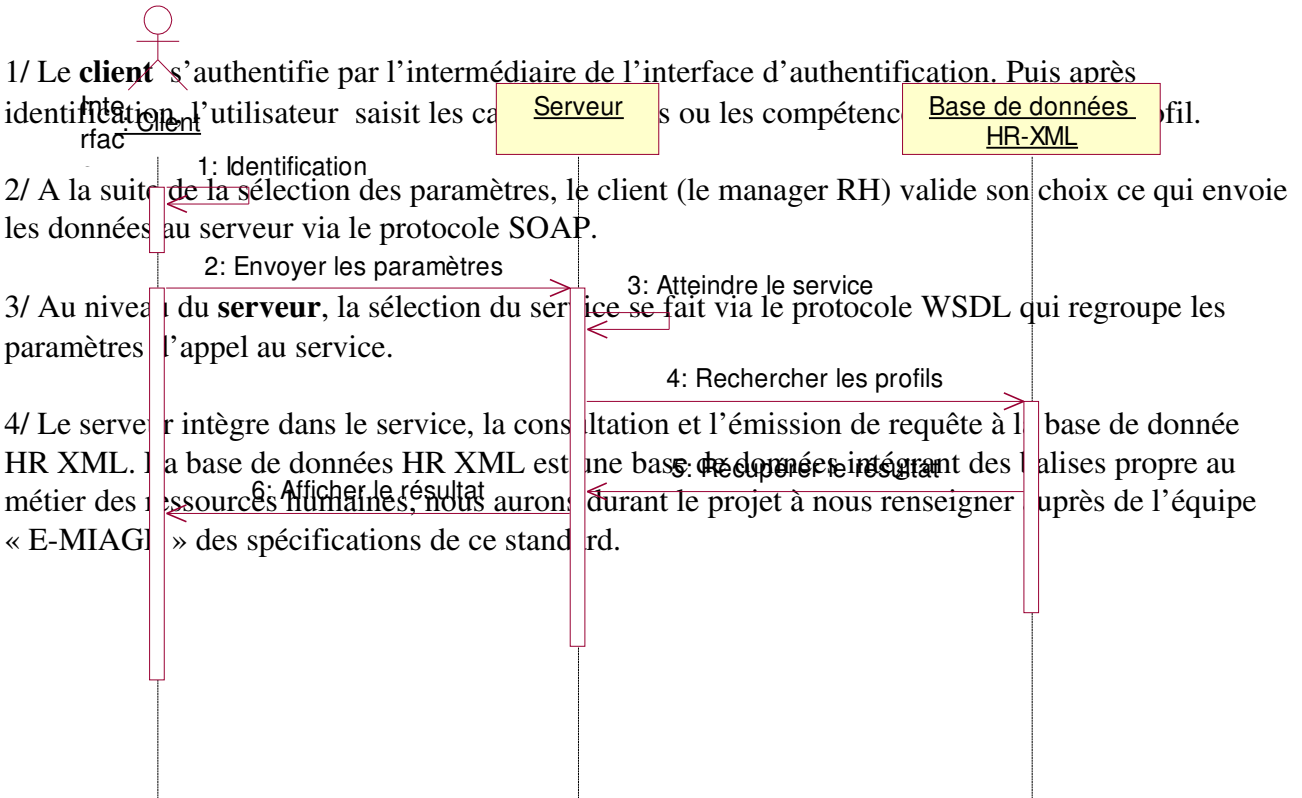 1/ Le client s’authentifie par l’intermédiaire de l’interface d’authentification. Puis après
identification, l’utilisateur saisit les ou les compétenc
Inte
rfac
: Client
Serveur
Base de données
HR-XML
1: Identification
2/ A la suite de la sélection des paramètres, le client (le manager RH) valide son choix ce qui envoie
les données au serveur via le protocole SOAP.
2: Envoyer les paramètres
3: Atteindre le service
3/ Au niveau du serveur, la sélection du service se fait via le protocole WSDL qui regroupe les
paramètres d’appel au service.
4: Rechercher les profils
4/ Le serveur intègre dans le service, la consultation et l’émission de requête à la base de donnée
HR XML. La base de données HR XML est une base de données intégrant des balises propre au
5: Récupérer le résultat
métier des ressources humaines, nous aurons durant le projet à nous renseigner auprès de l’équipe
6: Afficher le résultat
« E-MIAGE » des spécifications de ce standard.